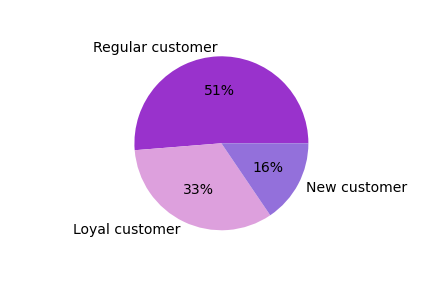 Regular customer
51%
16%
33%
New customer
Loyal customer